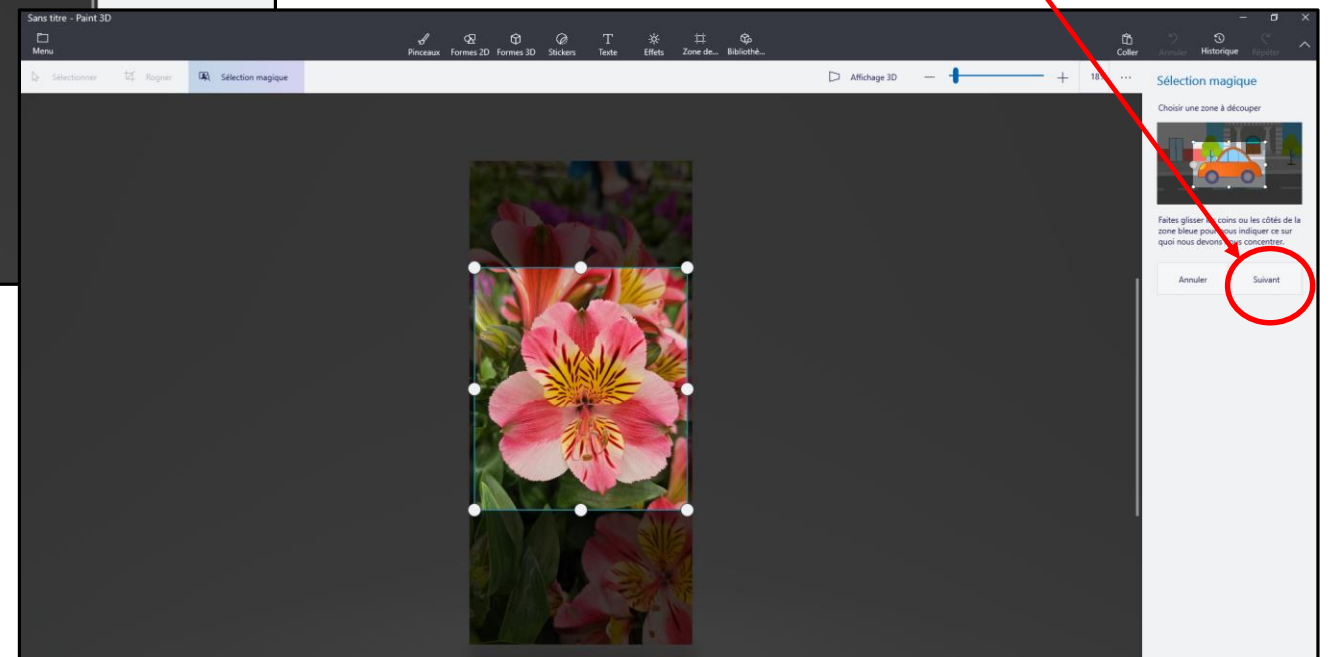 Sans titre - Paint 3D
Menu
Pinceaux Formes 2D Formes 3D Stickers Texte Effets Zone de... Bibliothè...
Coller Annuler Historique Répéter
Sélectionner Rogner Sélection magique
Affichage 3D
Sélection magique
Choisir une zone à découper
Faites glisser les coins ou les côtés de la
zone bleue pour nous indiquer ce sur
quoi nous devons nous concentrer.
Annuler Suivant